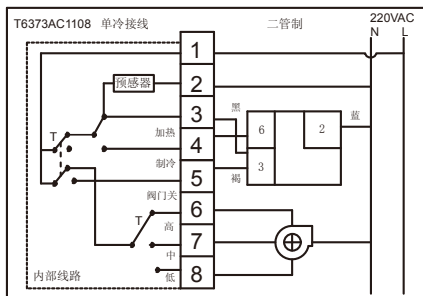 T6373AC1108 单冷接线
二管制
220VAC
N L
1
预感器
2
3
黑
加热
4
6
2
蓝
T
制冷
3
5
褐
阀门关
6
T
高
7
中
内部线路
低
8